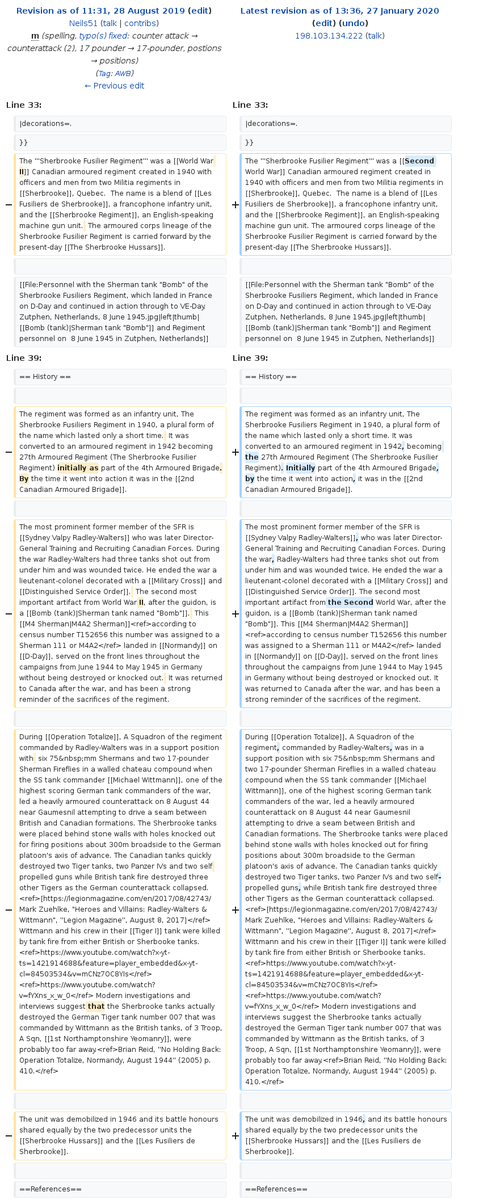 Revision as of 11:31, 28 August 2019 (edit)
Neils51 (talk | contribs)
m (spelling, typo(s) fixed: counter attack →
counterattack (2), 17 pounder → 17-pounder, postions
→ positions)
(Tag: AWB)
← Previous edit
Latest revision as of 13:36, 27 January 2020
(edit) (undo)
198.103.134.222 (talk)
Line 33:
|decorations=.
}}
The '''Sherbrooke Fusilier Regiment''' was a [[World War
II]] Canadian armoured regiment created in 1940 with
officers and men from two Militia regiments in
[[Sherbrooke]], Quebec.  The name is a blend of [[Les
Fusiliers de Sherbrooke]], a francophone infantry unit,
and the [[Sherbrooke Regiment]], an English-speaking
machine gun unit.  The armoured corps lineage of the
Sherbrooke Fusilier Regiment is carried forward by the
present-day [[The Sherbrooke Hussars]].
[[File:Personnel with the Sherman tank "Bomb" of the
Sherbrooke Fusiliers Regiment, which landed in France
on D-Day and continued in action through to VE-Day.
Zutphen, Netherlands, 8 June 1945.jpg|left|thumb|
[[Bomb (tank)|Sherman tank "Bomb"]] and Regiment
personnel on  8 June 1945 in Zutphen, Netherlands]]
Line 33:
|decorations=.
}}
The '''Sherbrooke Fusilier Regiment''' was a [[Second
World War]] Canadian armoured regiment created in
1940 with officers and men from two Militia regiments in
[[Sherbrooke]], Quebec.  The name is a blend of [[Les
Fusiliers de Sherbrooke]], a francophone infantry unit,
and the [[Sherbrooke Regiment]], an English-speaking
machine gun unit. The armoured corps lineage of the
Sherbrooke Fusilier Regiment is carried forward by the
present-day [[The Sherbrooke Hussars]].
[[File:Personnel with the Sherman tank "Bomb" of the
Sherbrooke Fusiliers Regiment, which landed in France
on D-Day and continued in action through to VE-Day.
Zutphen, Netherlands, 8 June 1945.jpg|left|thumb|
[[Bomb (tank)|Sherman tank "Bomb"]] and Regiment
personnel on  8 June 1945 in Zutphen, Netherlands]]
Line 39:
== History ==
The regiment was formed as an infantry unit, The
Sherbrooke Fusiliers Regiment in 1940, a plural form of
the name which lasted only a short time.  It was
converted to an armoured regiment in 1942 becoming
27th Armoured Regiment (The Sherbrooke Fusilier
Regiment) initially as part of the 4th Armoured Brigade.
By the time it went into action it was in the [[2nd
Canadian Armoured Brigade]].
The most prominent former member of the SFR is
[[Sydney Valpy Radley-Walters]] who was later Director-
General Training and Recruiting Canadian Forces. During
the war Radley-Walters had three tanks shot out from
under him and was wounded twice. He ended the war a
lieutenant-colonel decorated with a [[Military Cross]] and
[[Distinguished Service Order]].  The second most
important artifact from World War II, after the guidon, is
a [[Bomb (tank)|Sherman tank named "Bomb"]].  This
[[M4 Sherman|M4A2 Sherman]]<ref>according to
census number T152656 this number was assigned to a
Sherman 111 or M4A2</ref> landed in [[Normandy]] on
[[D-Day]], served on the front lines throughout the
campaigns from June 1944 to May 1945 in Germany
without being destroyed or knocked out.  It was returned
to Canada after the war, and has been a strong
reminder of the sacrifices of the regiment.
During [[Operation Totalize]], A Squadron of the regiment
commanded by Radley-Walters was in a support position
with  six 75&nbsp;mm Shermans and two 17-pounder
Sherman Fireflies in a walled chateau compound when
the SS tank commander [[Michael Wittmann]], one of the
highest scoring German tank commanders of the war,
led a heavily armoured counterattack on 8 August 44
near Gaumesnil attempting to drive a seam between
British and Canadian formations. The Sherbrooke tanks
were placed behind stone walls with holes knocked out
for firing positions about 300m broadside to the German
platoon's axis of advance. The Canadian tanks quickly
destroyed two Tiger tanks, two Panzer IVs and two self
propelled guns while British tank fire destroyed three
other Tigers as the German counterattack collapsed.
<ref>[https://legionmagazine.com/en/2017/08/42743/
Mark Zuehlke, "Heroes and Villains: Radley-Walters &
Wittmann", "Legion Magazine", August 8, 2017]</ref>
Wittmann and his crew in their [[Tiger I]] tank were killed
by tank fire from either British or Sherbooke tanks.
<ref>https://www.youtube.com/watch?x-yt-
ts=1421914688&feature=player_embedded&x-yt-
cl=84503534&v=mCNz7OC8YIs</ref>
<ref>https://www.youtube.com/watch?
v=fYXns_x_w_0</ref> Modern investigations and
interviews suggest that the Sherbrooke tanks actually
destroyed the German Tiger tank number 007 that was
commanded by Wittmann as the British tanks, of 3 Troop,
A Sqn, [[1st Northamptonshire Yeomanry]], were
probably too far away.<ref>Brian Reid, "No Holding Back:
Operation Totalize, Normandy, August 1944" (2005) p.
410.</ref>
The unit was demobilized in 1946 and its battle honours
shared equally by the two predecessor units the
[[Sherbrooke Hussars]] and the [[Les Fusiliers de
Sherbrooke]].
==References==
Line 39:
== History ==
The regiment was formed as an infantry unit, The
Sherbrooke Fusiliers Regiment in 1940, a plural form of
the name which lasted only a short time. It was
converted to an armoured regiment in 1942, becoming
the 27th Armoured Regiment (The Sherbrooke Fusilier
Regiment). Initially part of the 4th Armoured Brigade,
by the time it went into action, it was in the [[2nd
Canadian Armoured Brigade]].
The most prominent former member of the SFR is
[[Sydney Valpy Radley-Walters]], who was later Director-
General Training and Recruiting Canadian Forces. During
the war, Radley-Walters had three tanks shot out from
under him and was wounded twice. He ended the war a
lieutenant-colonel decorated with a [[Military Cross]] and
[[Distinguished Service Order]]. The second most
important artifact from the Second World War, after the
guidon, is a [[Bomb (tank)|Sherman tank named
"Bomb"]]. This [[M4 Sherman|M4A2 Sherman]]
<ref>according to census number T152656 this number
was assigned to a Sherman 111 or M4A2</ref> landed
in [[Normandy]] on [[D-Day]], served on the front lines
throughout the campaigns from June 1944 to May 1945
in Germany without being destroyed or knocked out. It
was returned to Canada after the war, and has been a
strong reminder of the sacrifices of the regiment.
During [[Operation Totalize]], A Squadron of the
regiment, commanded by Radley-Walters, was in a
support position with six 75&nbsp;mm Shermans and
two 17-pounder Sherman Fireflies in a walled chateau
compound when the SS tank commander [[Michael
Wittmann]], one of the highest scoring German tank
commanders of the war, led a heavily armoured
counterattack on 8 August 44 near Gaumesnil
attempting to drive a seam between British and
Canadian formations. The Sherbrooke tanks were placed
behind stone walls with holes knocked out for firing
positions about 300m broadside to the German
platoon's axis of advance. The Canadian tanks quickly
destroyed two Tiger tanks, two Panzer IVs and two self-
propelled guns, while British tank fire destroyed three
other Tigers as the German counterattack collapsed.
<ref>[https://legionmagazine.com/en/2017/08/42743/
Mark Zuehlke, "Heroes and Villains: Radley-Walters &
Wittmann", "Legion Magazine", August 8, 2017]</ref>
Wittmann and his crew in their [[Tiger I]] tank were killed
by tank fire from either British or Sherbooke tanks.
<ref>https://www.youtube.com/watch?x-yt-
ts=1421914688&feature=player_embedded&x-yt-
cl=84503534&v=mCNz7OC8YIs</ref>
<ref>https://www.youtube.com/watch?
v=fYXns_x_w_0</ref> Modern investigations and
interviews suggest the Sherbrooke tanks actually
destroyed the German Tiger tank number 007 that was
commanded by Wittmann as the British tanks, of 3
Troop, A Sqn, [[1st Northamptonshire Yeomanry]], were
probably too far away.<ref>Brian Reid, "No Holding Back:
Operation Totalize, Normandy, August 1944" (2005) p.
410.</ref>
The unit was demobilized in 1946, and its battle honours
shared equally by the two predecessor units the
[[Sherbrooke Hussars]] and the [[Les Fusiliers de
Sherbrooke]].
==References==